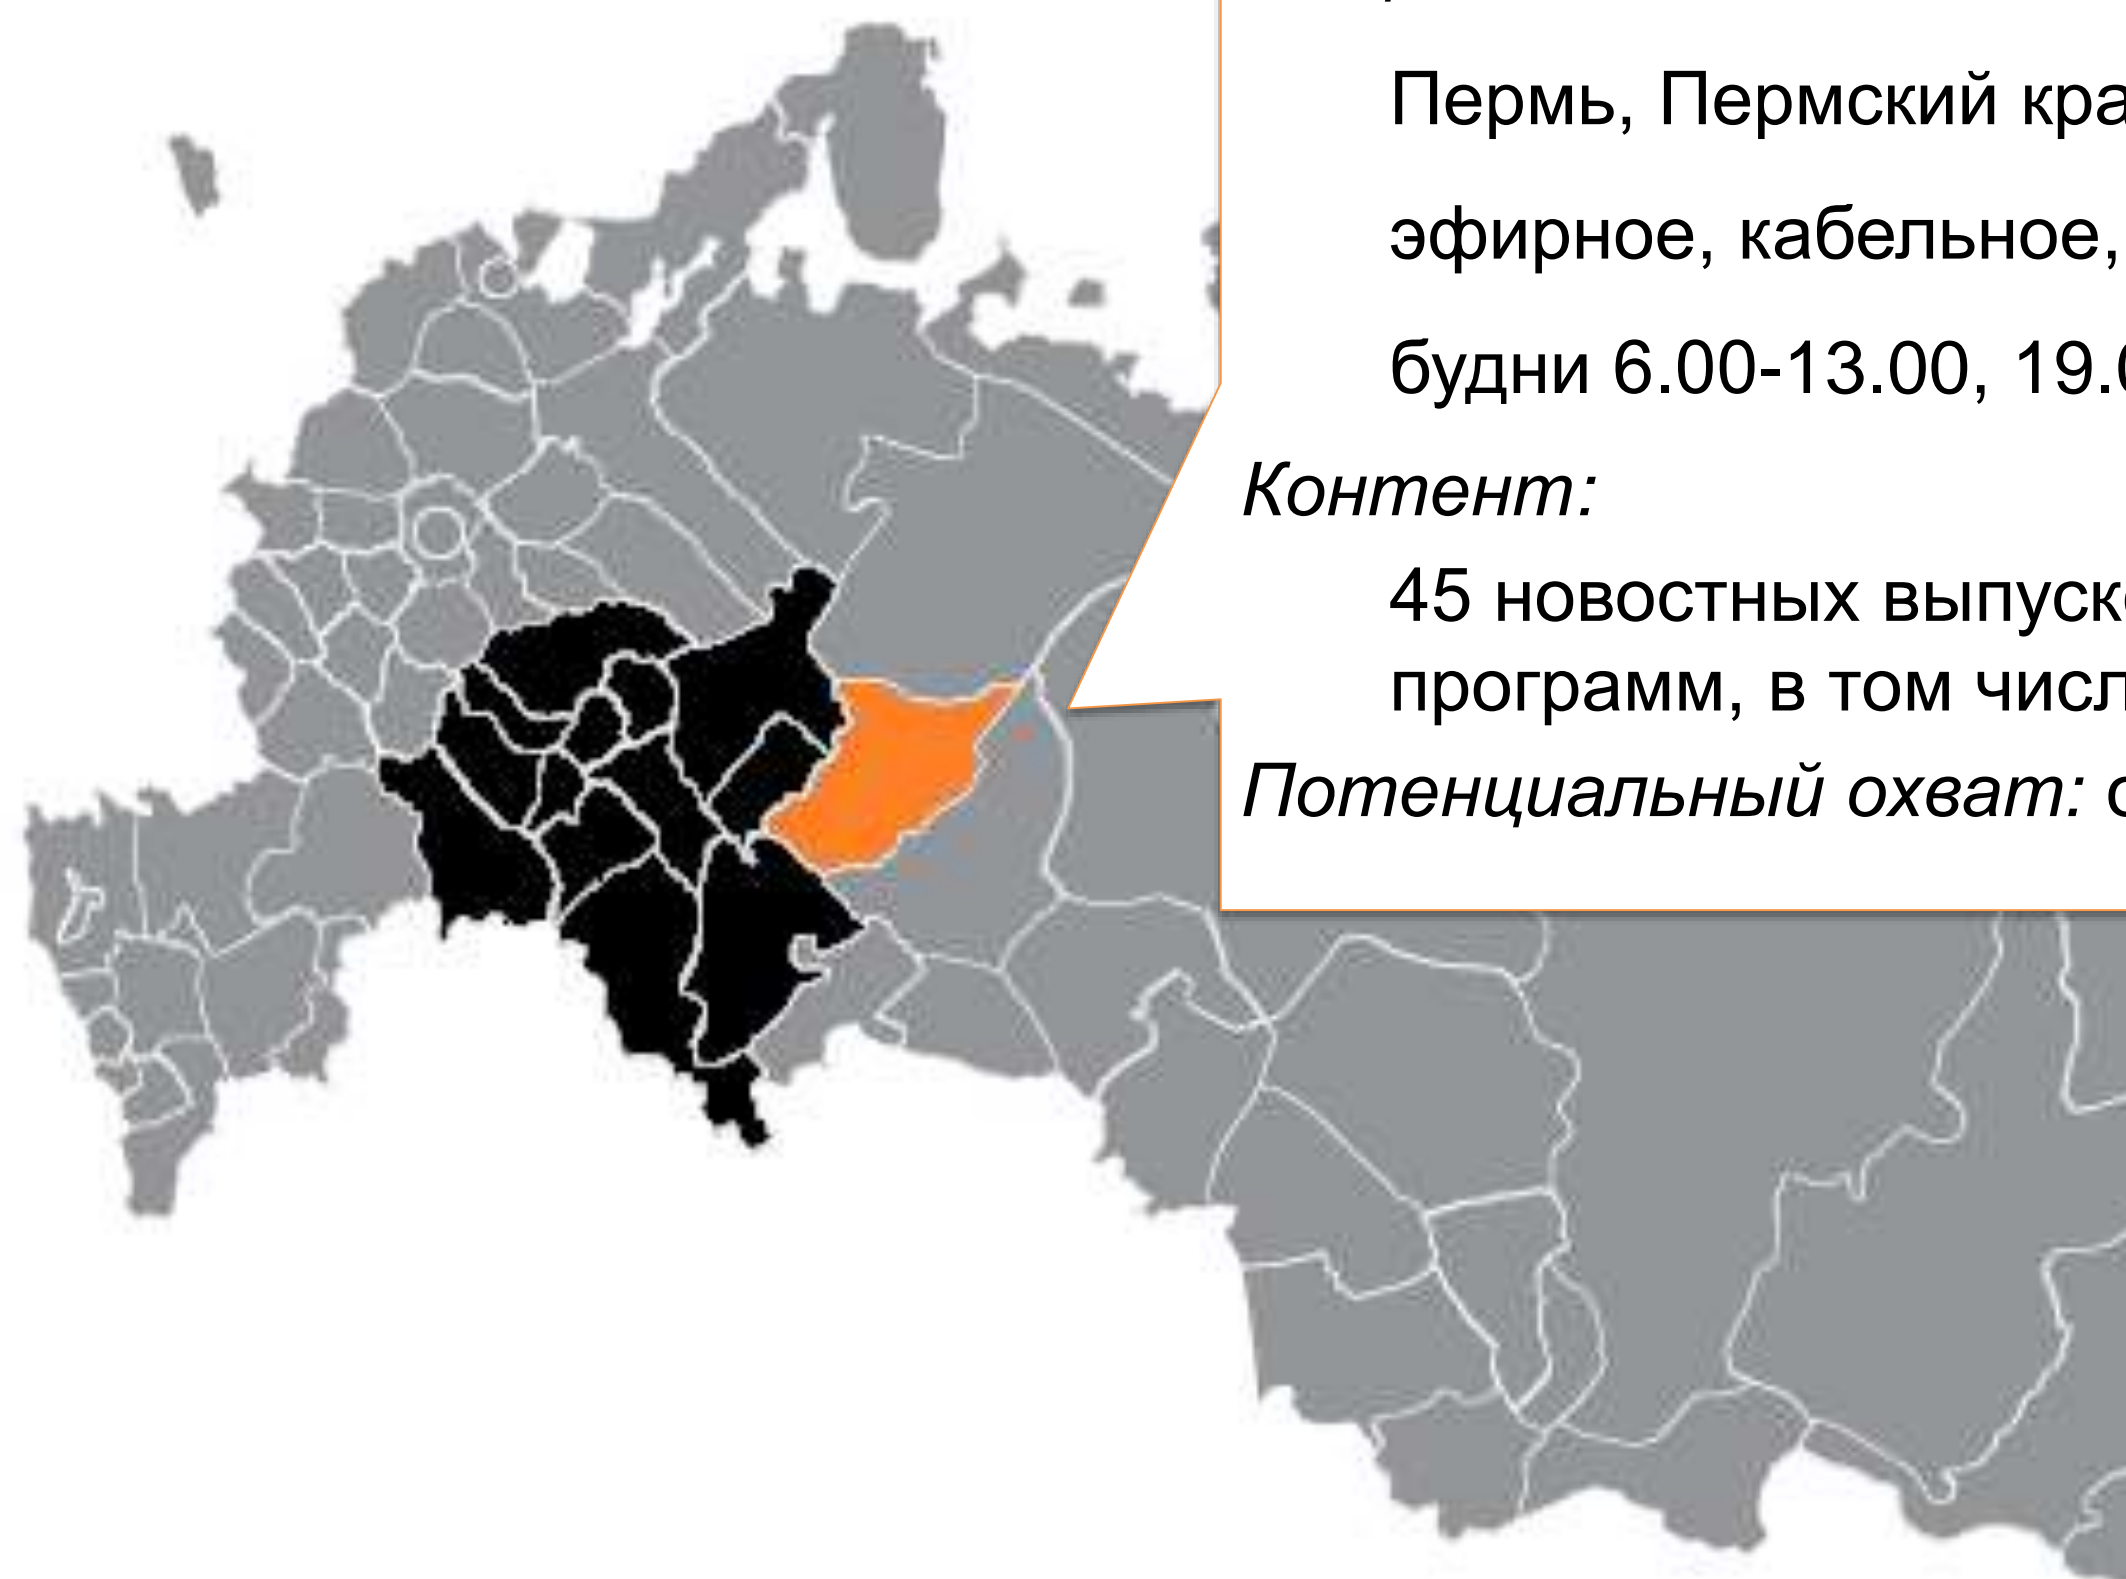 Пермь, Пермский кра
эфирное, кабельное,
будни 6.00-13.00, 19.0
Контент:
45 новостных выпуск
программ, в том числ
Потенциальный охват: